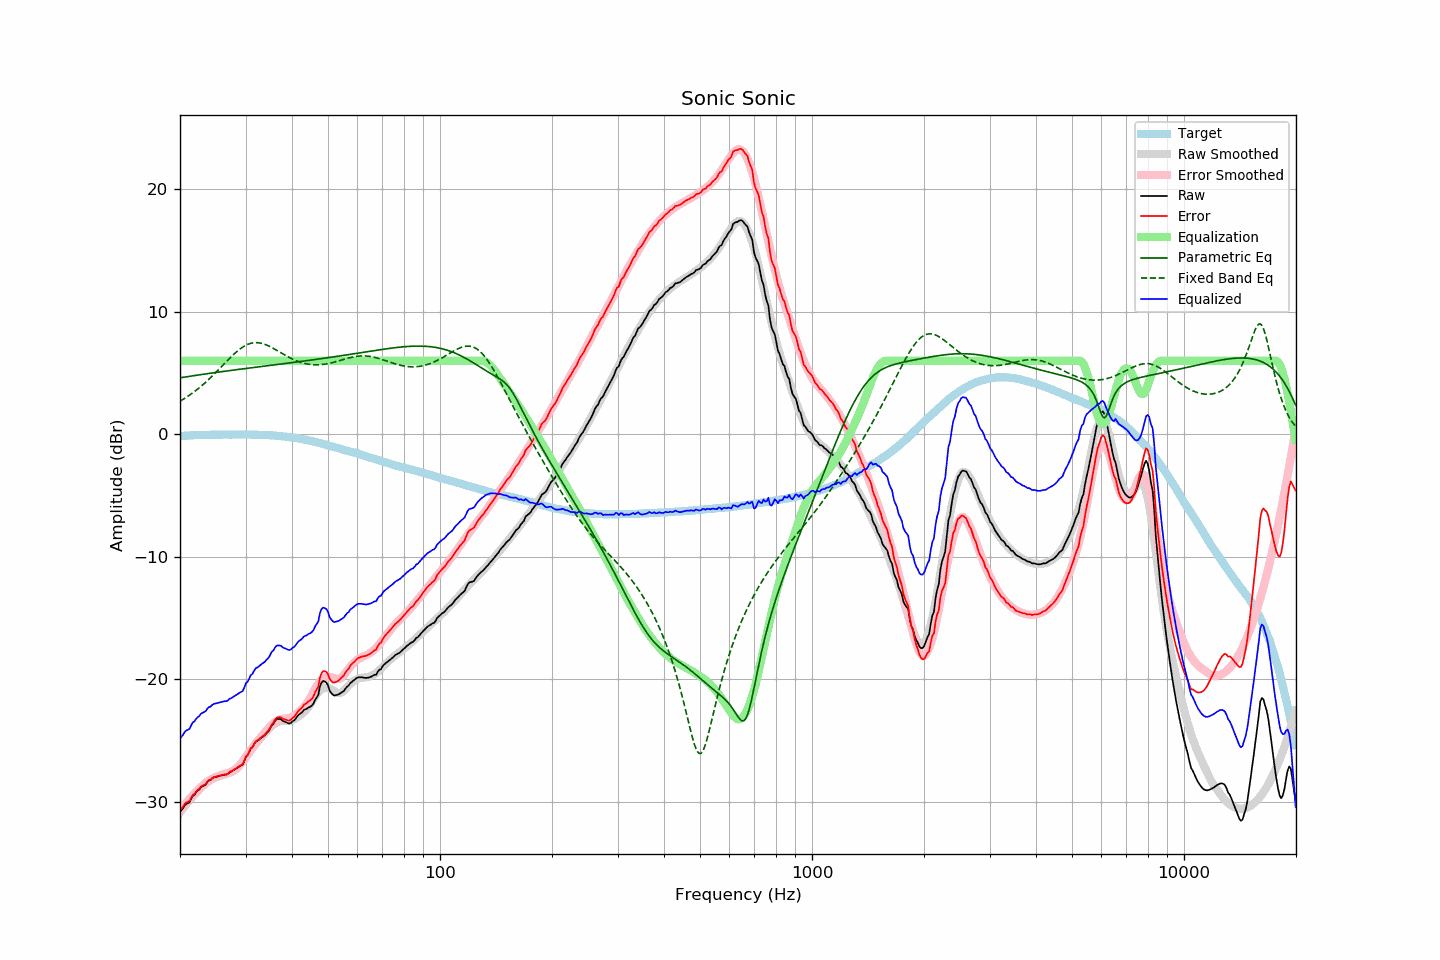 Sonic Sonic
Target
Raw Smoothed
Error Smoothed
Raw
Error
Equalization
Parametric Eq
Fixed Band Eq
Equalized
20
10
0
−10
−20
−30
Amplitude (dBr)
100
1000
10000
Frequency (Hz)